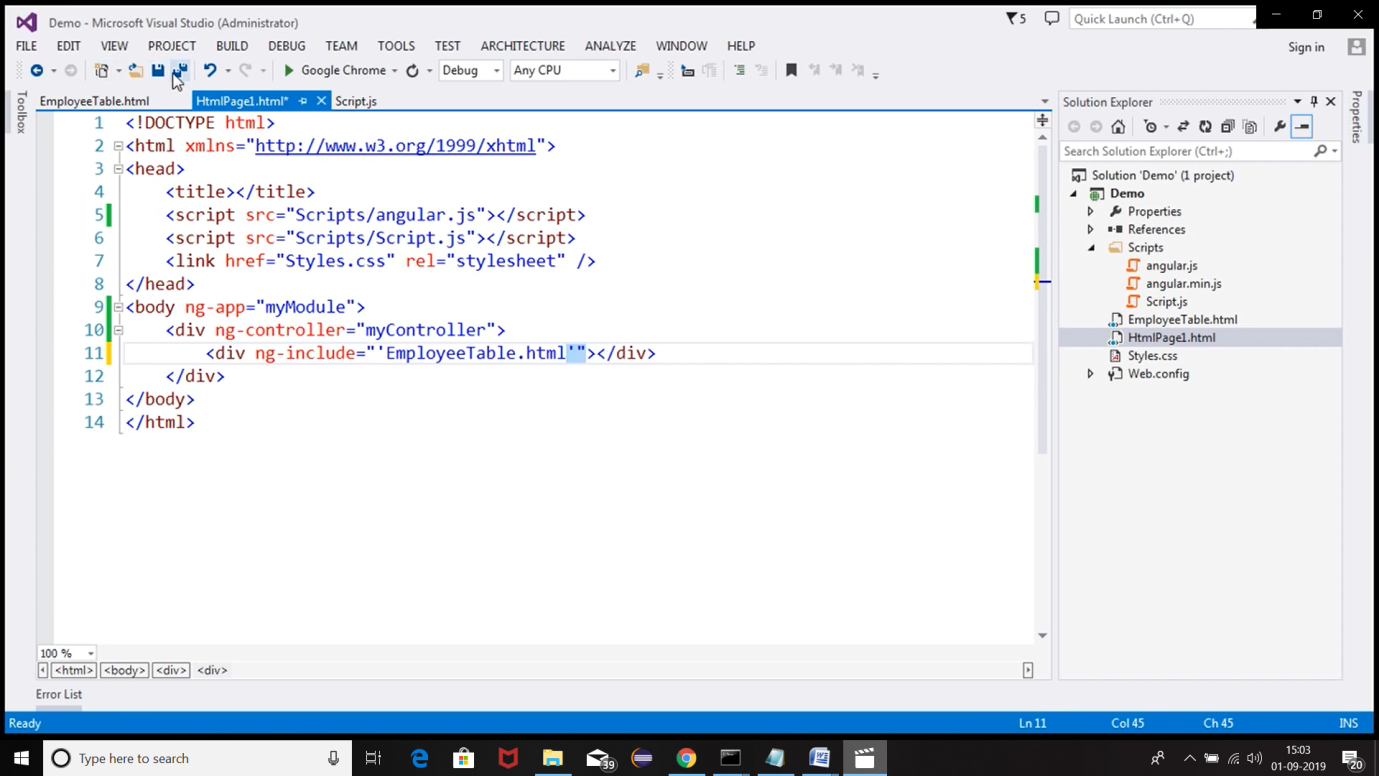 Demo - Microsoft Visual Studio (Administrator)
5
Quick Launch (Ctrl+Q)
FILE EDIT VIEW PROJECT BUILD DEBUG TEAM TOOLS TEST ARCHITECTURE ANALYZE WINDOW HELP
Sign in
Google Chrome
Debug
Any CPU
Toolbox
EmployeeTable.html
HtmlPage1.html*
Script.js
1 <!DOCTYPE html>
2 <html xmlns="http://www.w3.org/1999/xhtml">
3 <head>
4 <title></title>
5 <script src="Scripts/angular.js"></script>
6 <script src="Scripts/Script.js"></script>
7 <link href="Styles.css" rel="stylesheet" />
8 </head>
9 <body ng-app="myModule">
10 <div ng-controller="myController">
11 <div ng-include="'EmployeeTable.html'"></div>
12 </div>
13 </body>
14 </html>
100 %
<html> <body> <div> <div>
Error List
Solution Explorer
Search Solution Explorer (Ctrl+;)
Solution 'Demo' (1 project)
Demo
Properties
References
Scripts
angular.js
angular.min.js
Script.js
EmployeeTable.html
HtmlPage1.html
Styles.css
Web.config
Properties
Ready
Ln 11
Col 45
Ch 45
INS
Type here to search
39
15:03
01-09-2019
20